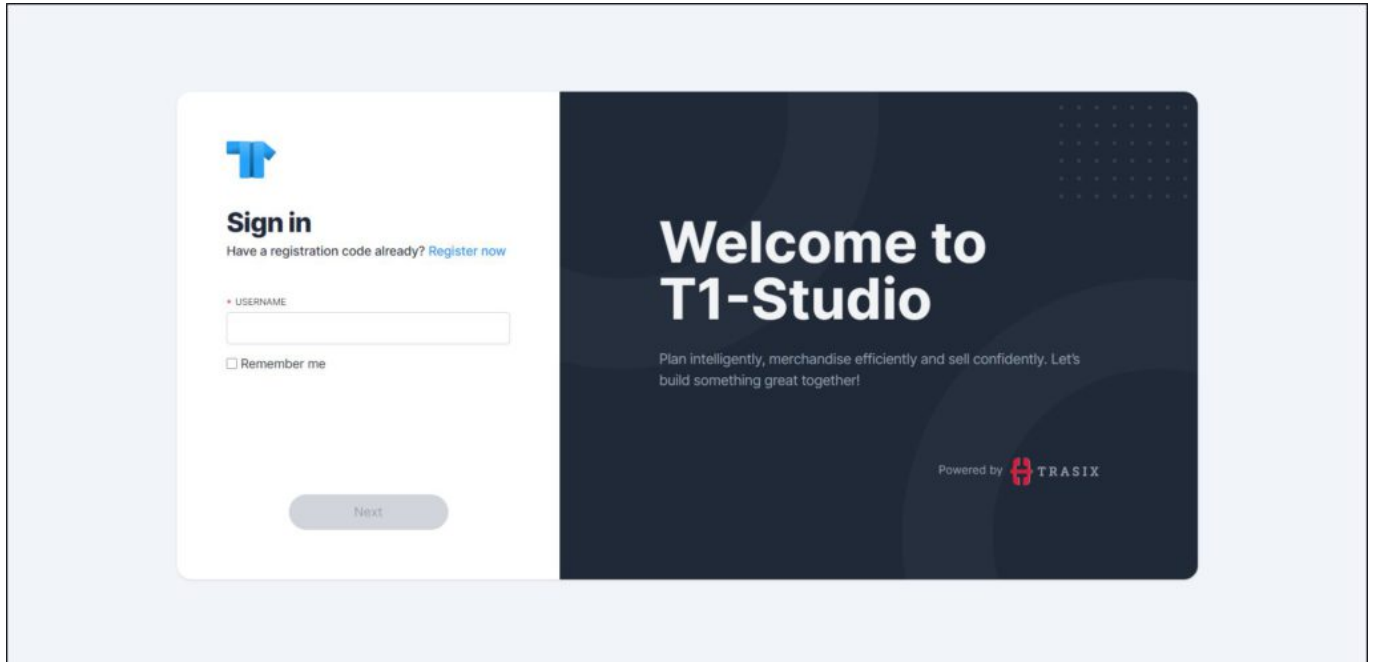 Sign in
Have a registration code already? Register now
* USERNAME
Remember me
Next
Welcome to
T1-Studio
Plan intelligently, merchandise efficiently and sell confidently. Let's
build something great together!
Powered by TRASIX